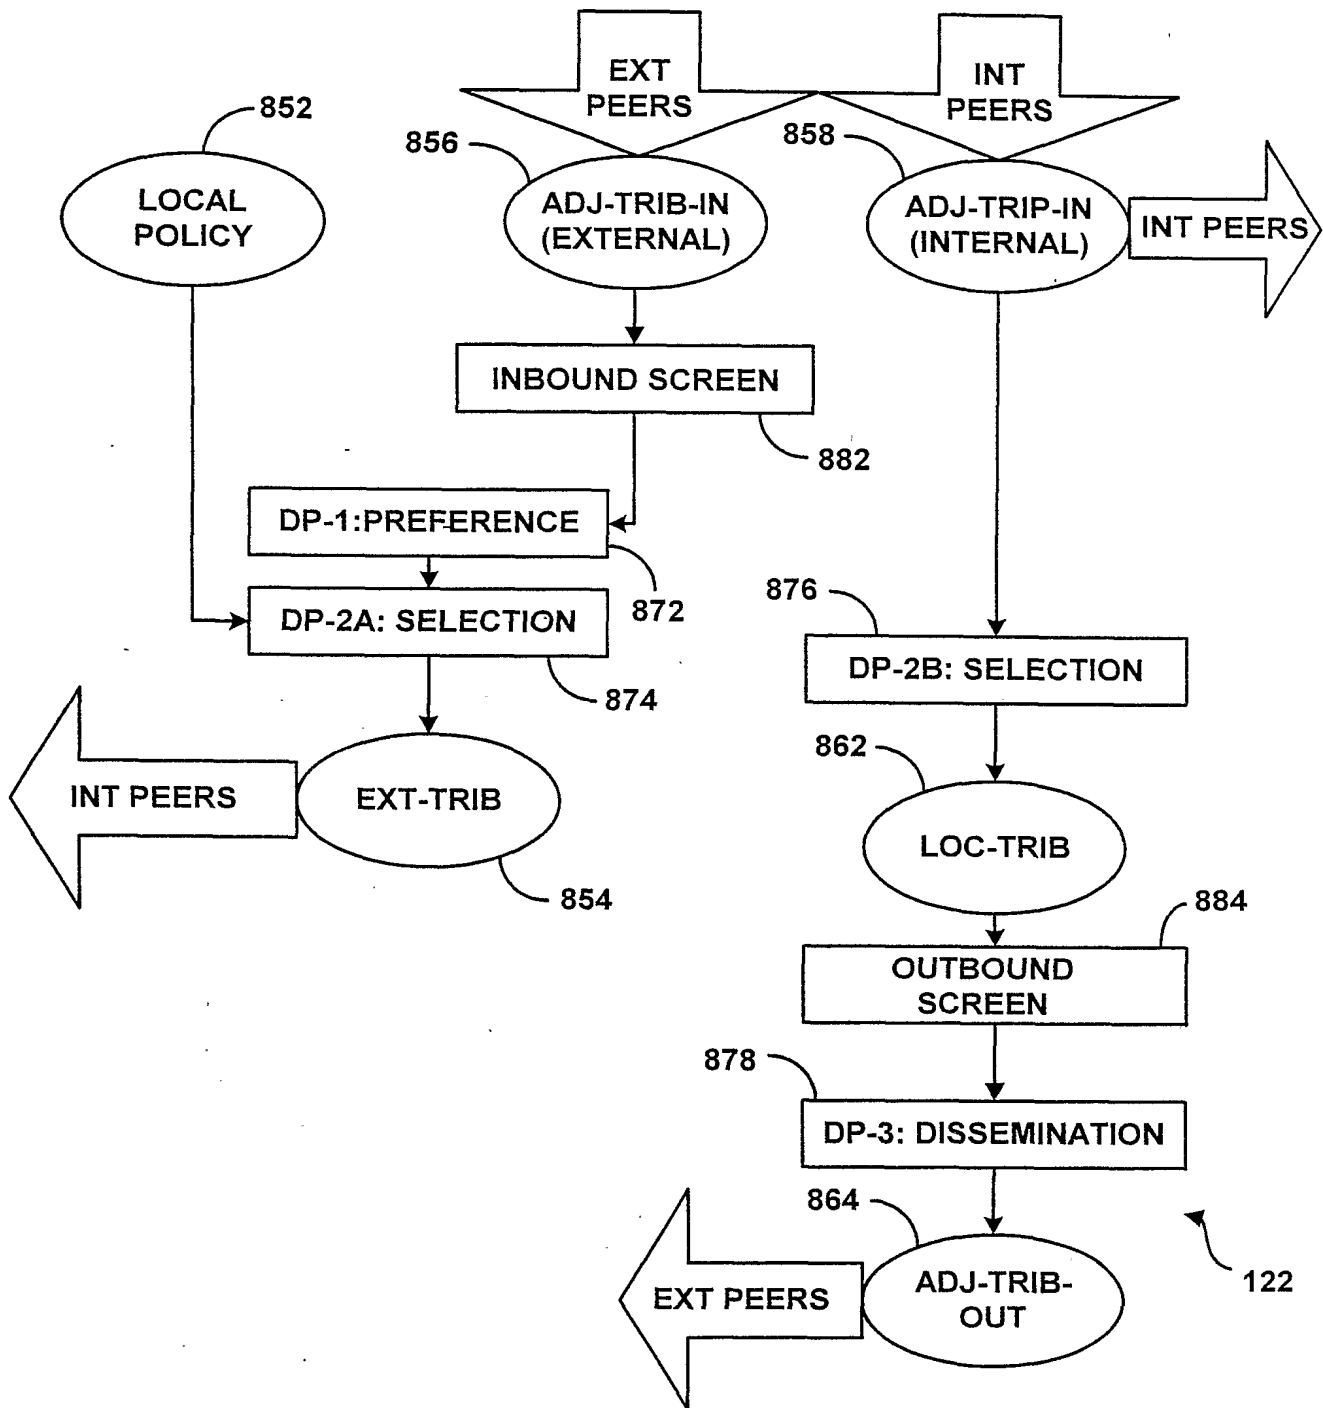 EXT
PEERS
INT
PEERS
852
856
858
LOCAL
POLICY
ADJ-TRIB-IN
(EXTERNAL)
ADJ-TRIP-IN
(INTERNAL)
INT PEERS
INBOUND SCREEN
882
DP-1:PREFERENCE
872
876
DP-2A: SELECTION
DP-2B: SELECTION
874
862
INT PEERS
EXT-TRIB
LOC-TRIB
854
884
OUTBOUND
SCREEN
878
DP-3: DISSEMINATION
864
122
EXT PEERS
ADJ-TRIB-
OUT